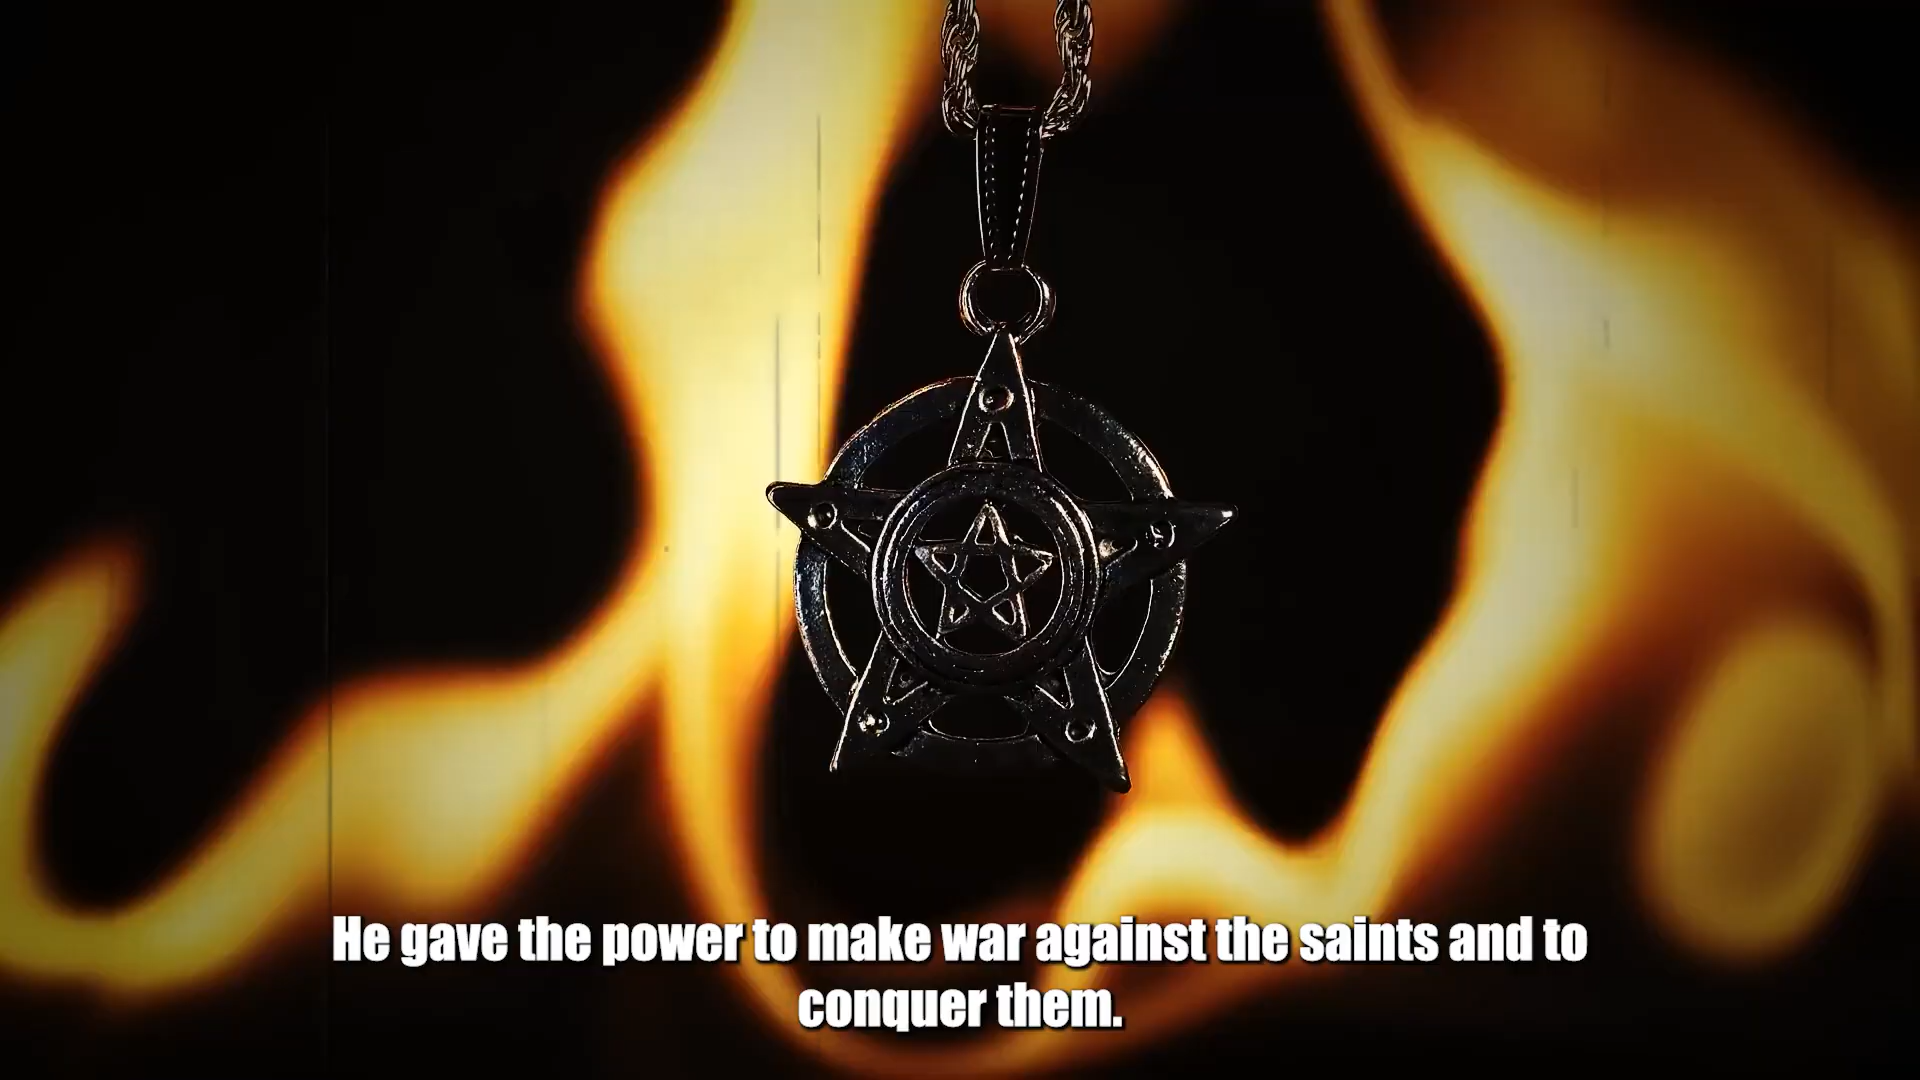 He gave the power to make war against the saints and to
conquer them.